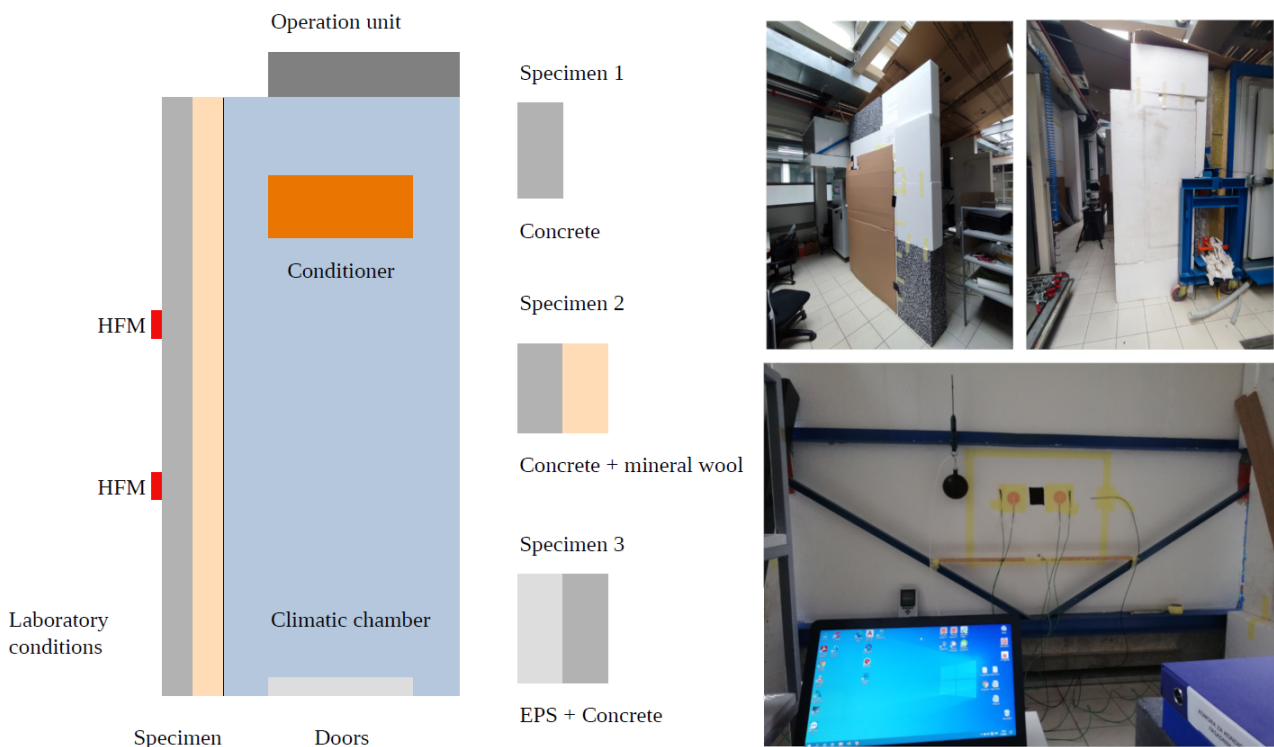 Operation unit
Specimen 1
Concrete
Conditioner
Specimen 2
HFM
Concrete + mineral wool
HFM
Specimen 3
Laboratory
conditions
Climatic chamber
EPS + Concrete
Specimen
Doors